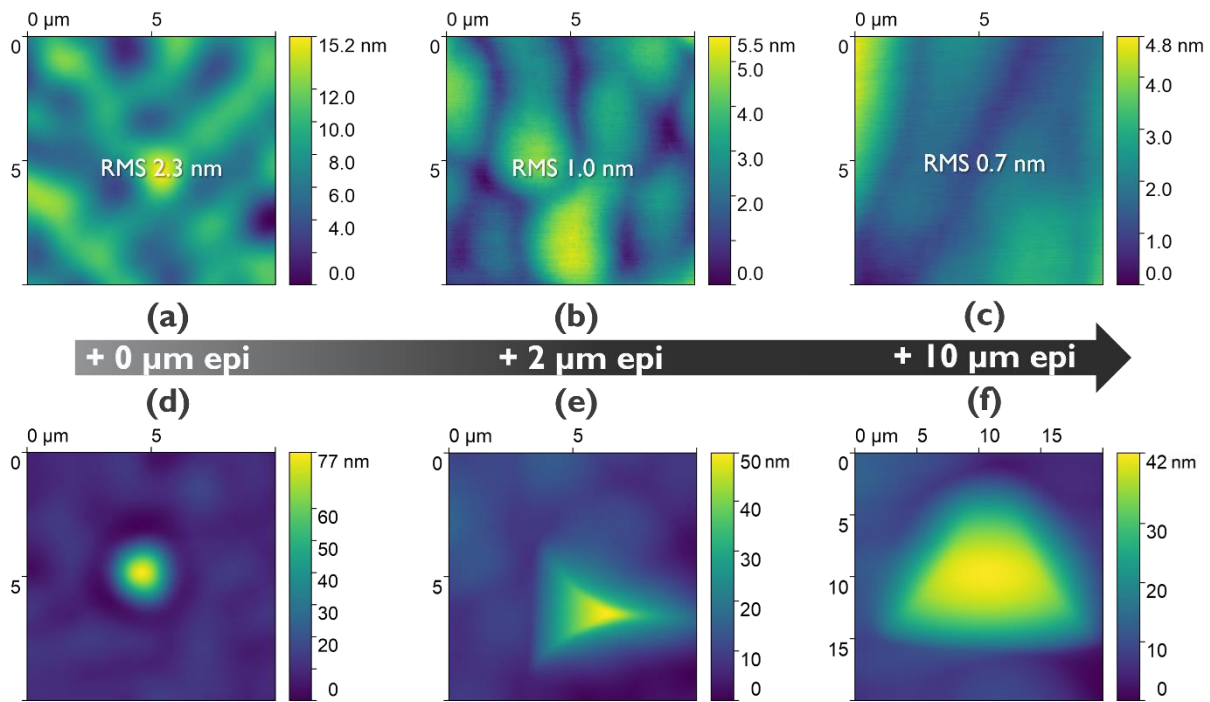 0 µm 5
0 µm 5
0 µm 5
0
5
RMS 2.3 nm
15.2 nm
12.0
10.0
8.0
6.0
4.0
0.0
0
5
RMS 1.0 nm
5.5 nm
5.0
4.0
3.0
2.0
1.0
0.0
0
5
RMS 0.7 nm
4.8 nm
4.0
3.0
2.0
1.0
0.0
(a)
(b)
(c)
+ 0 µm epi
+ 2 µm epi
+ 10 µm epi
(d)
(e)
(f)
0 µm 5
0 µm 5
0 µm 5 10 15
0
5
77 nm
60
50
40
30
20
0
0
5
50 nm
40
30
20
10
0
0
5
10
15
42 nm
30
20
10
0